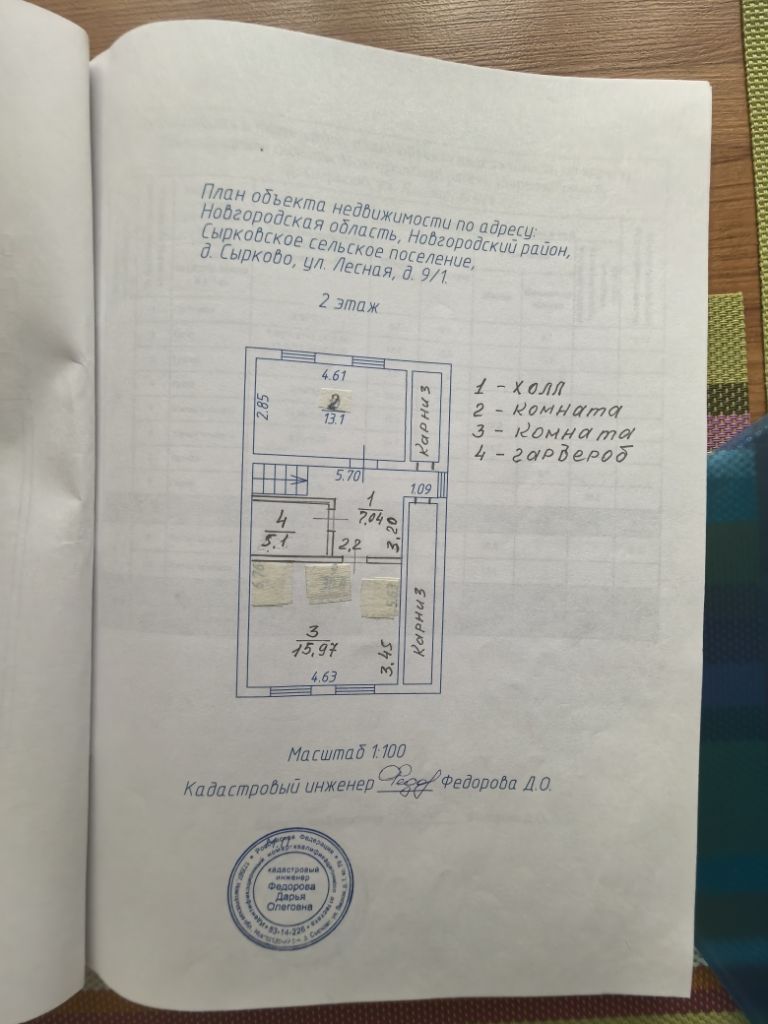 План объекта недвижимости по адресу:
Новгородская область, Новгородский район,
Сырковское сельское поселение,
д. Сырково, ул. Лесная, д. 9/1.
2 этаж
4.61
2.85
2
13.1
Карниз
1 - холл
2 - комната
3 - комната
4 - гардероб
5.70
1.09
1
7.04
4
5.1
3.20
2,2
6.76
3
15,97
3.45
Карниз
4.63
Масштаб 1:100
Кадастровый инженер Федорова Д.О.
кадастровый
инженер
Федорова
Дарья
Олеговна